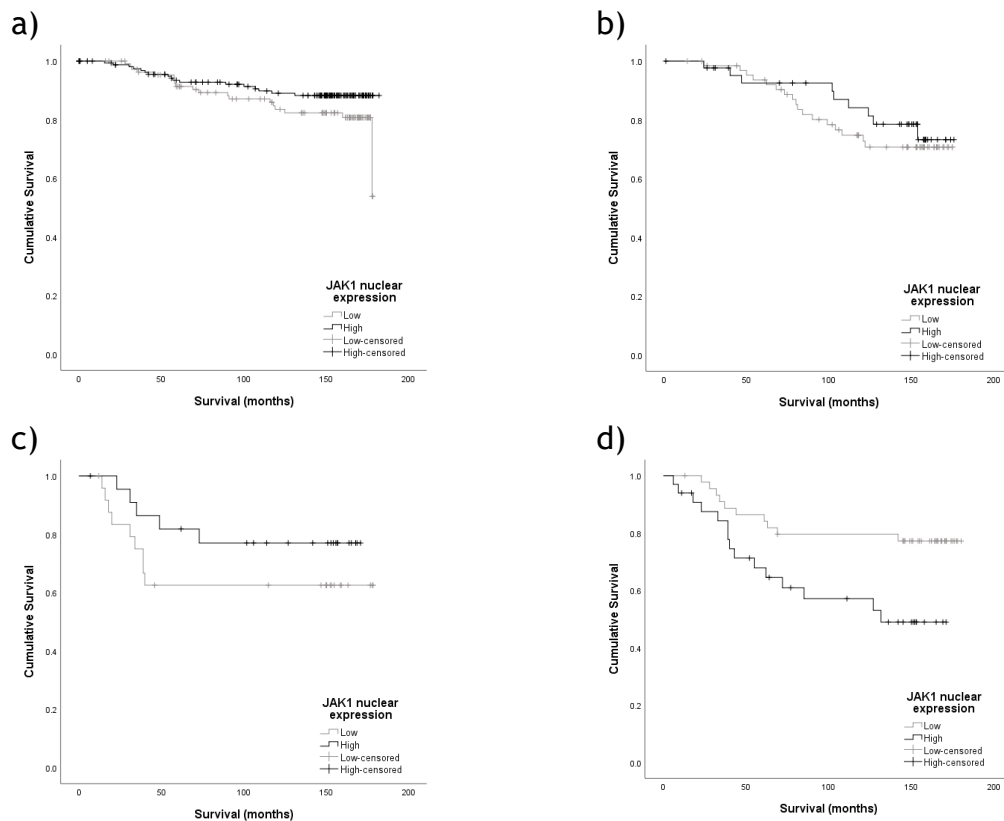 a)
Cumulative Survival
1.0
0.8
0.6
0.4
0.2
0.0
JAK1 nuclear
expression
Low
High
Low-censored
High-censored
0 50 100 150 200
Survival (months)
b)
Cumulative Survival
1.0
0.8
0.6
0.4
0.2
0.0
JAK1 nuclear
expression
Low
High
Low-censored
High-censored
0 50 100 150 200
Survival (months)
c)
Cumulative Survival
1.0
0.8
0.6
0.4
0.2
0.0
JAK1 nuclear
expression
Low
High
Low-censored
High-censored
0 50 100 150 200
Survival (months)
d)
Cumulative Survival
1.0
0.8
0.6
0.4
0.2
0.0
JAK1 nuclear
expression
Low
High
Low-censored
High-censored
0 50 100 150 200
Survival (months)